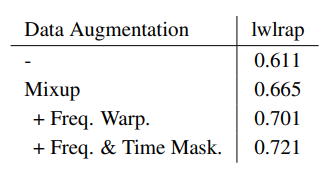 Data Augmentation lwlrap
- 0.611
Mixup 0.665
+ Freq. Warp. 0.701
+ Freq. & Time Mask. 0.721